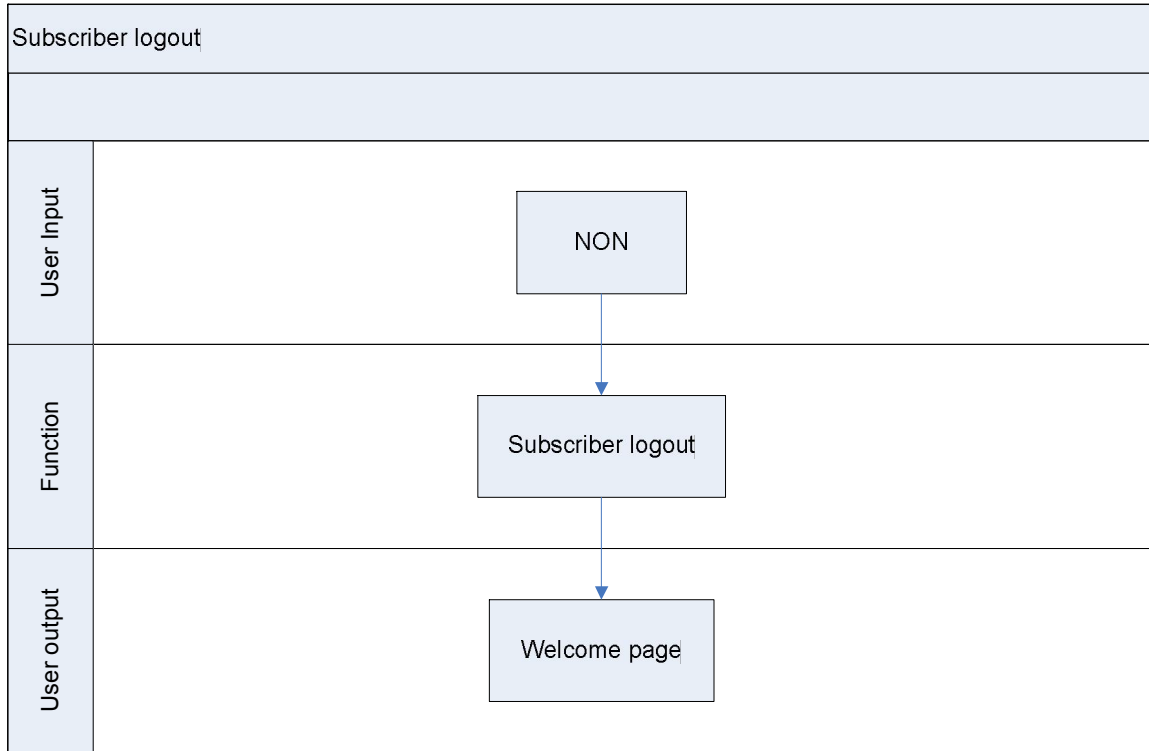 Subscriber logout
User Input
NON
Function
Subscriber logout
User output
Welcome page